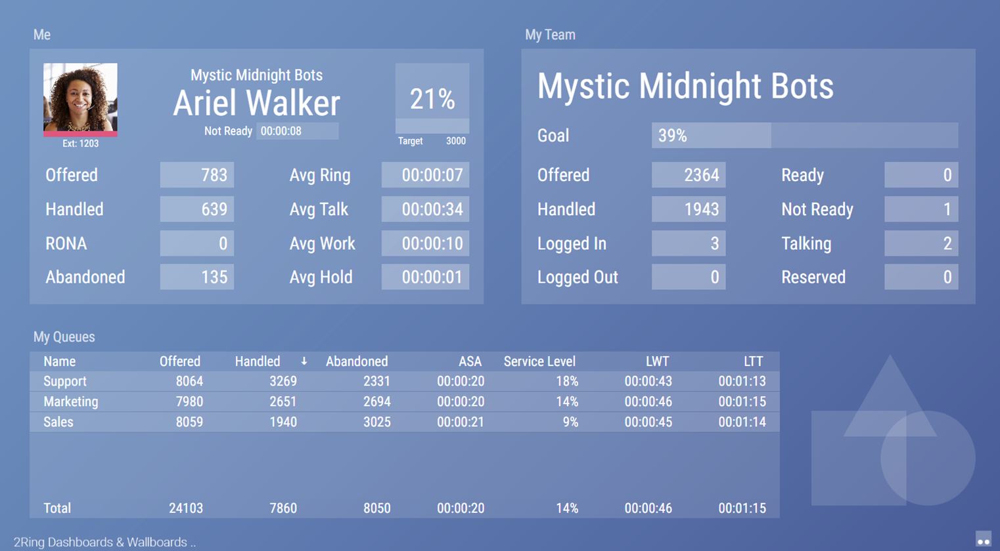 Me
Mystic Midnight Bots
Ariel Walker
Not Ready 00:00:08
Ext: 1203
21%
Target 3000
Offered 783 Avg Ring 00:00:07
Handled 639 Avg Talk 00:00:34
RONA 0 Avg Work 00:00:10
Abandoned 135 Avg Hold 00:00:01
My Team
Mystic Midnight Bots
Goal 39%
Offered 2364 Ready 0
Handled 1943 Not Ready 1
Logged In 3 Talking 2
Logged Out 0 Reserved 0
My Queues
Name Offered Handled ↓ Abandoned ASA Service Level LWT LTT
Support 8064 3269 2331 00:00:20 18% 00:00:43 00:01:13
Marketing 7980 2651 2694 00:00:20 14% 00:00:46 00:01:15
Sales 8059 1940 3025 00:00:21 9% 00:00:45 00:01:14
Total 24103 7860 8050 00:00:20 14% 00:00:46 00:01:15
2Ring Dashboards & Wallboards ..